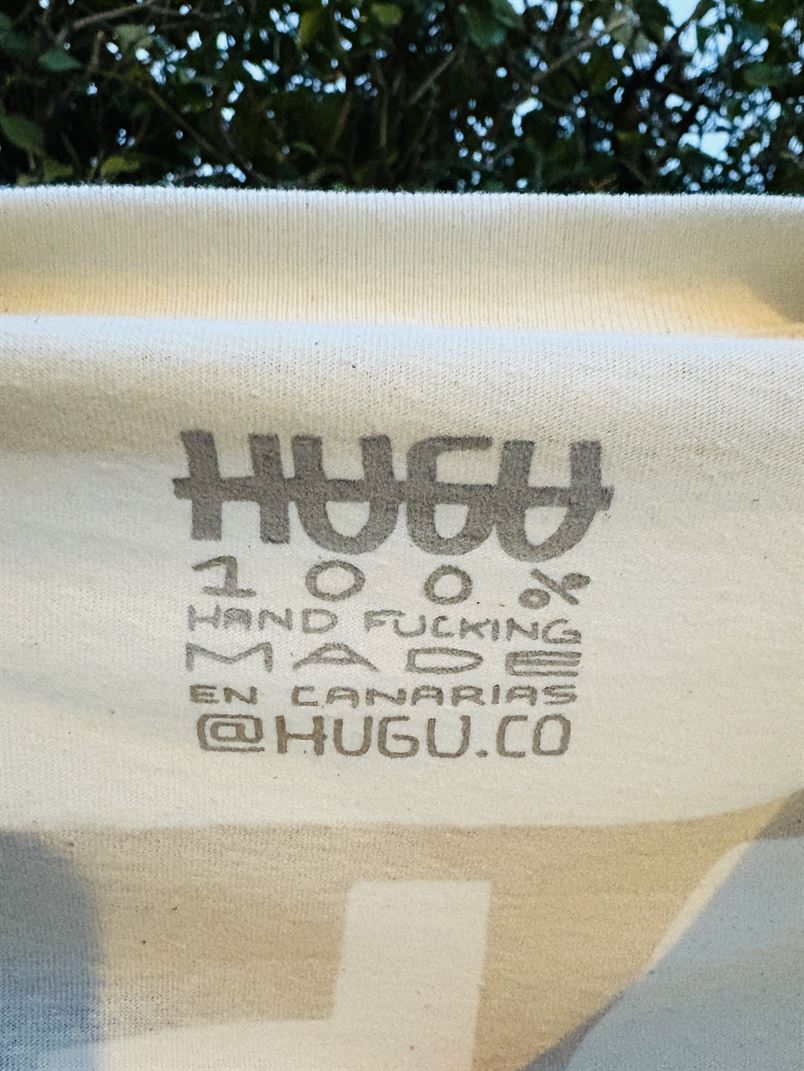 HUGU
100%
HAND FUCKING
MADE
EN CANARIAS
@HUGU.CO